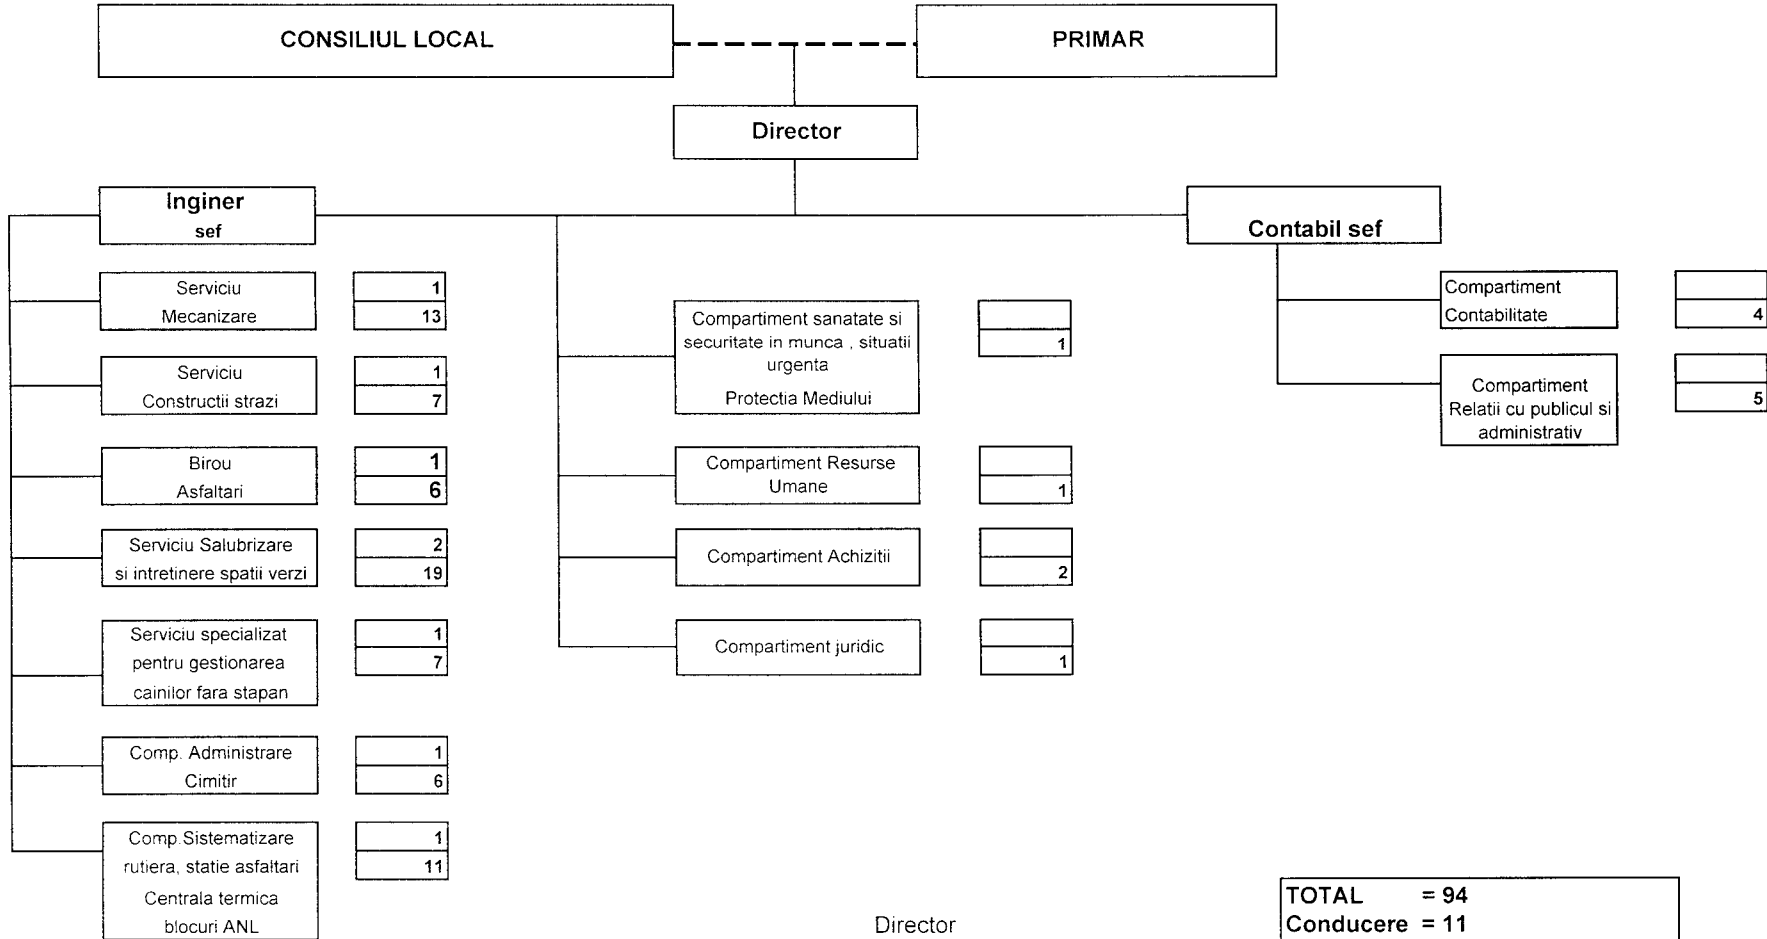 CONSILIUL LOCAL
PRIMAR
Director
Inginer
sef
Contabil sef
Serviciu
Mecanizare
1
13
Serviciu
Constructii strazi
1
7
Birou
Asfaltari
1
6
Serviciu Salubrizare
si intretinere spatii verzi
2
19
Serviciu specializat
pentru gestionarea
cainilor fara stapan
1
7
Comp. Administrare
Cimitir
1
6
Comp.Sistematizare
rutiera, statie asfaltari
Centrala termica
blocuri ANL
1
11
Compartiment sanatate si
securitate in munca , situatii
urgenta
Protectia Mediului
1
Compartiment Resurse
Umane
1
Compartiment Achizitii
2
Compartiment juridic
1
Compartiment
Contabilitate
4
Compartiment
Relatii cu publicul si
administrativ
5
Director
TOTAL = 94
Conducere = 11